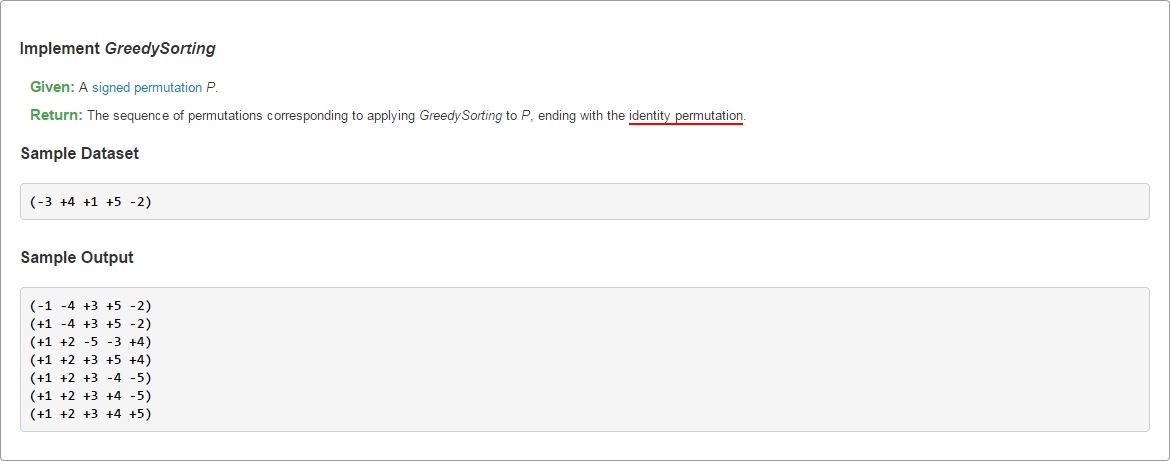 Implement GreedySorting
Given: A signed permutation P.
Return: The sequence of permutations corresponding to applying GreedySorting to P, ending with the identity permutation.
Sample Dataset
(-3 +4 +1 +5 -2)
Sample Output
(-1 -4 +3 +5 -2)
(+1 -4 +3 +5 -2)
(+1 +2 -5 -3 +4)
(+1 +2 +3 +5 +4)
(+1 +2 +3 -4 -5)
(+1 +2 +3 +4 -5)
(+1 +2 +3 +4 +5)